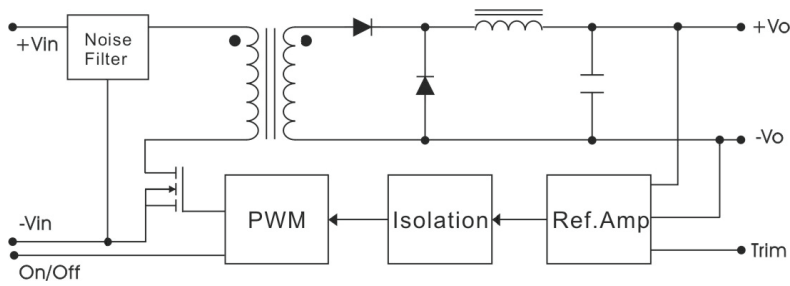 +Vin
Noise
Filter
+Vo
-Vo
-Vin
PWM
Isolation
Ref.Amp
Trim
On/Off